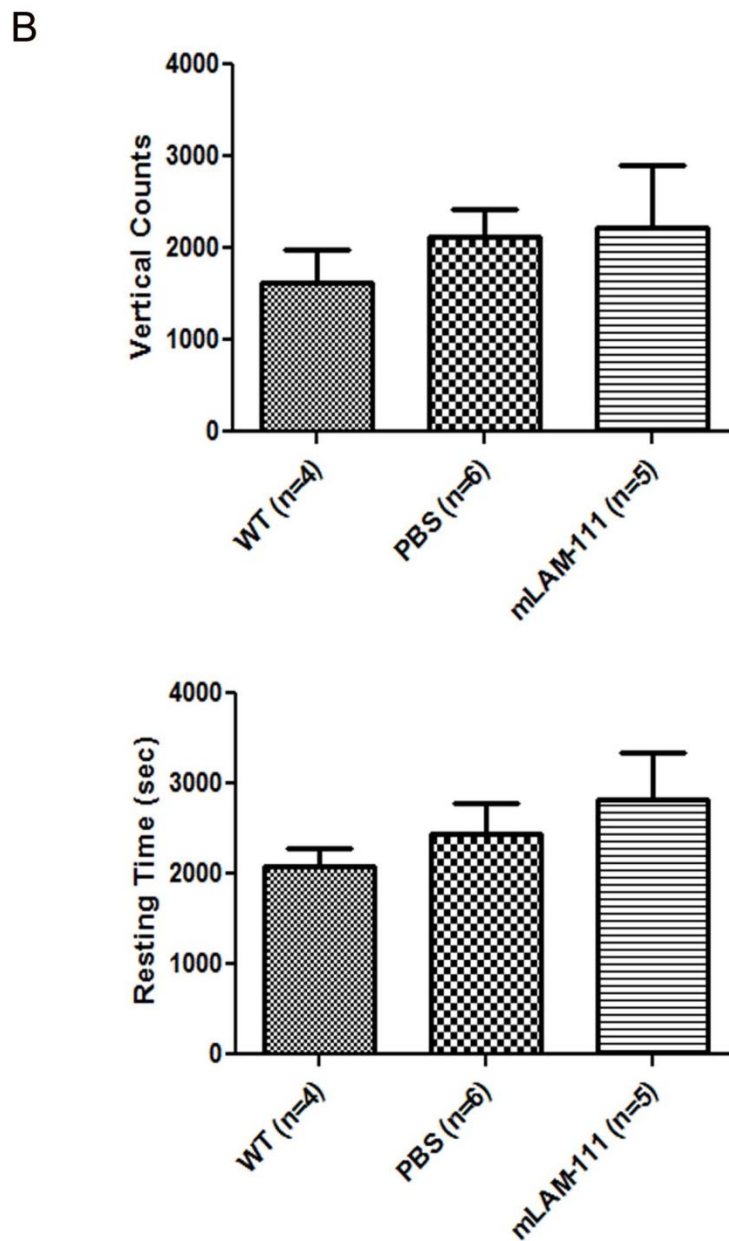 B
Vertical Counts
4000
3000
2000
1000
0
WT (n=4)
PBS (n=6)
mLAM-111 (n=5)
Resting Time (sec)
4000
3000
2000
1000
0
WT (n=4)
PBS (n=6)
mLAM-111 (n=5)